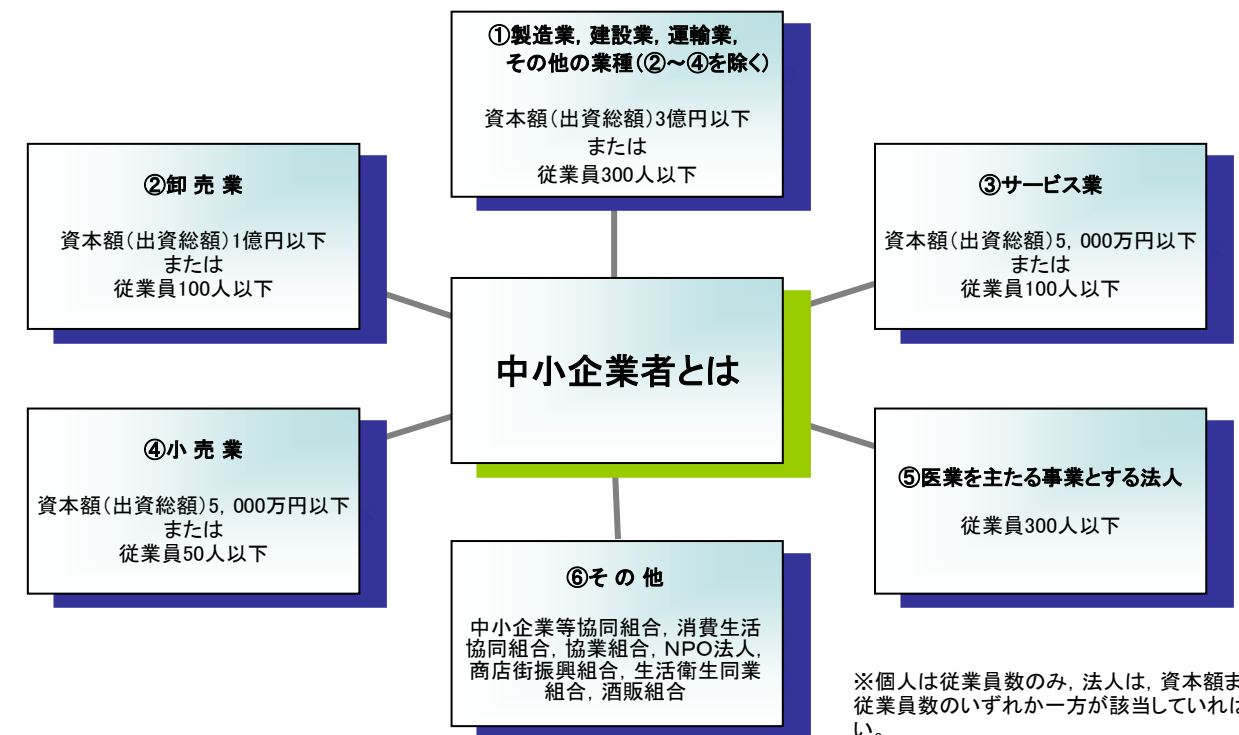 ①製造業，建設業，運輸業，
その他の業種（②～④を除く）
資本額（出資総額）3億円以下
または
従業員300人以下
②卸 売 業
資本額（出資総額）1億円以下
または
従業員100人以下
③サービス業
資本額（出資総額）5，000万円以下
または
従業員100人以下
中小企業者とは
④小 売 業
資本額（出資総額）5，000万円以下
または
従業員50人以下
⑤医業を主たる事業とする法人
従業員300人以下
⑥そ の 他
中小企業等協同組合，消費生活
協同組合，協業組合，NPO法人，
商店街振興組合，生活衛生同業
組合，酒販組合
※個人は従業員数のみ，法人は，資本額ま
従業員数のいずれか一方が該当していれ
い。